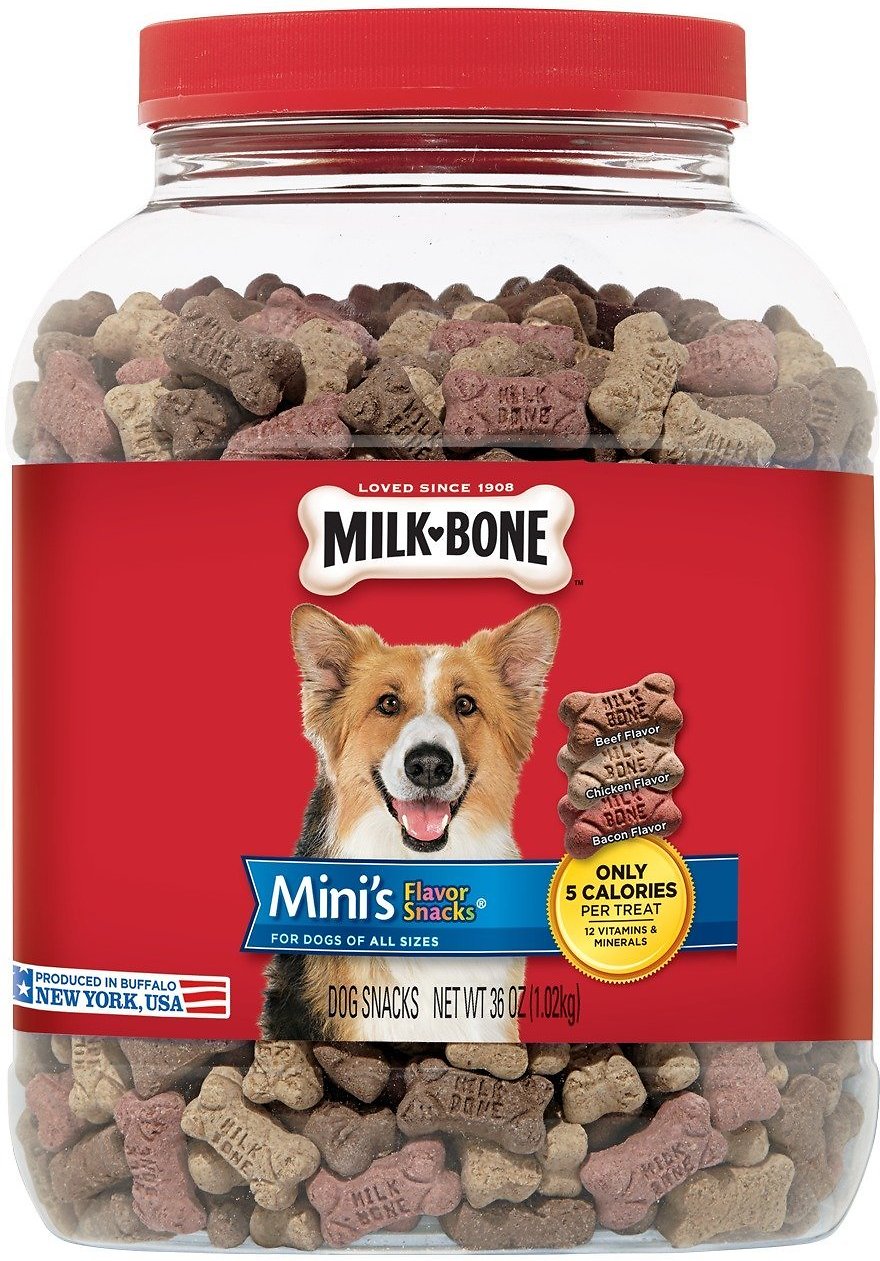 LOVED SINCE 1908
MILK♥BONE™
MILK
BONE
Beef Flavor
MILK
BONE
Chicken Flavor
MILK
BONE
Bacon Flavor
ONLY
5 CALORIES
PER TREAT
12 VITAMINS &
MINERALS
Mini's Flavor
Snacks®
FOR DOGS OF ALL SIZES
PRODUCED IN BUFFALO
NEW YORK, USA
DOG SNACKS NET WT 36 OZ (1.02kg)
MILK
BONE
MILK
BONE
MILK
BONE